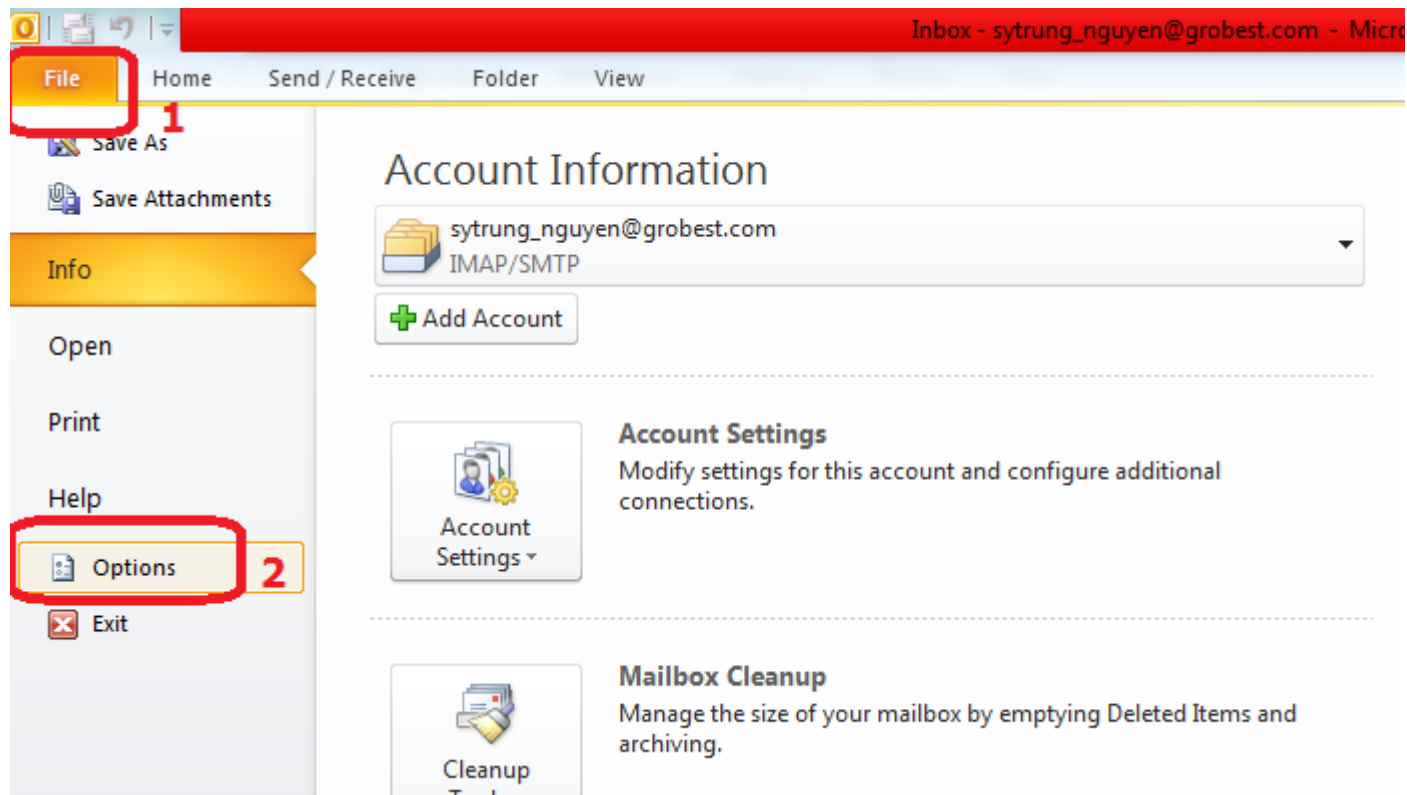 Inbox - sytrung_nguyen@grobest.com - Micro
File Home Send / Receive Folder View
1
Save As
Save Attachments
Info
Open
Print
Help
Options 2
Exit
Account Information
sytrung_nguyen@grobest.com
IMAP/SMTP
Add Account
Account Settings
Modify settings for this account and configure additional
connections.
Account
Settings
Mailbox Cleanup
Manage the size of your mailbox by emptying Deleted Items and
archiving.
Cleanup